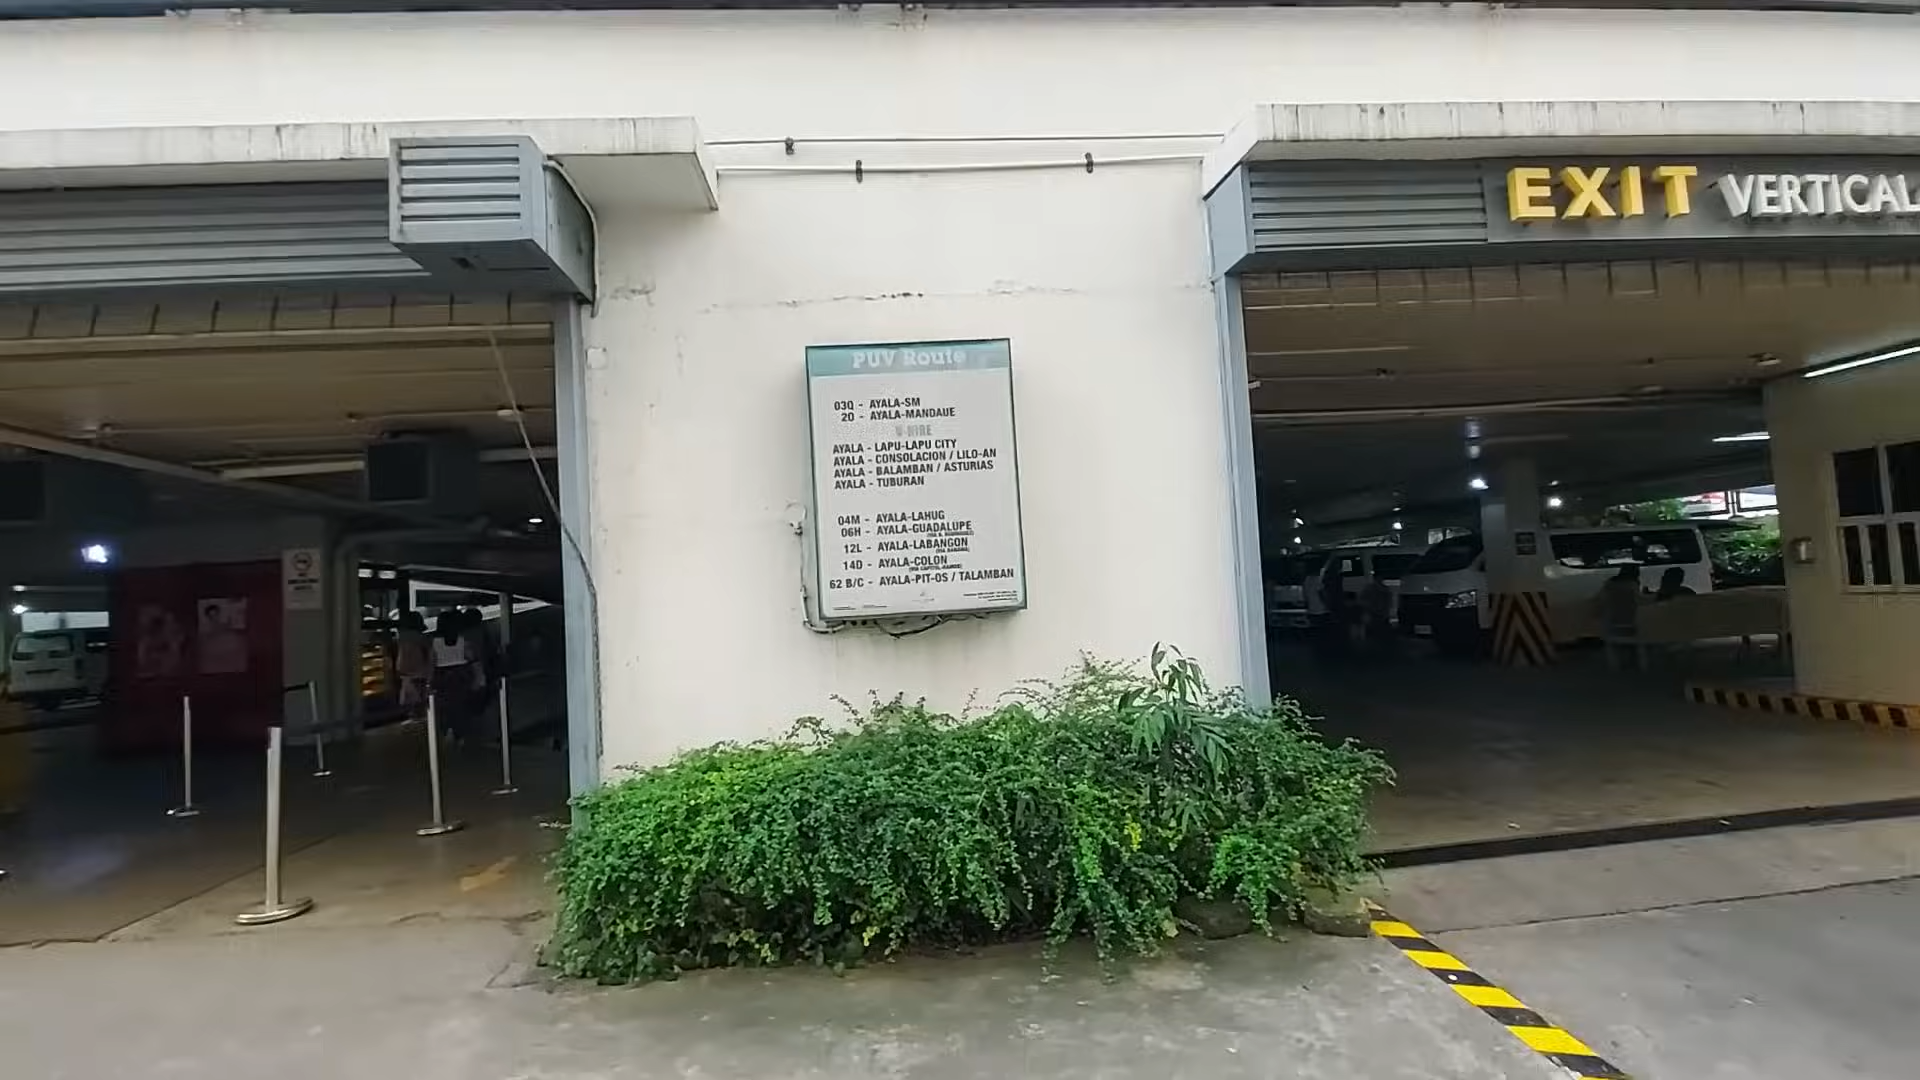 EXIT VERTICAL
PUV Route
03Q - AYALA-SM
20 - AYALA-MANDAUE
V-HIRE
AYALA - LAPU-LAPU CITY
AYALA - CONSOLACION / LILO-AN
AYALA - BALAMBAN / ASTURIAS
AYALA - TUBURAN
04M - AYALA-LAHUG
06H - AYALA-GUADALUPE
12L - AYALA-LABANGON
14D - AYALA-COLON
62 B/C - AYALA-PIT-OS / TALAMBAN